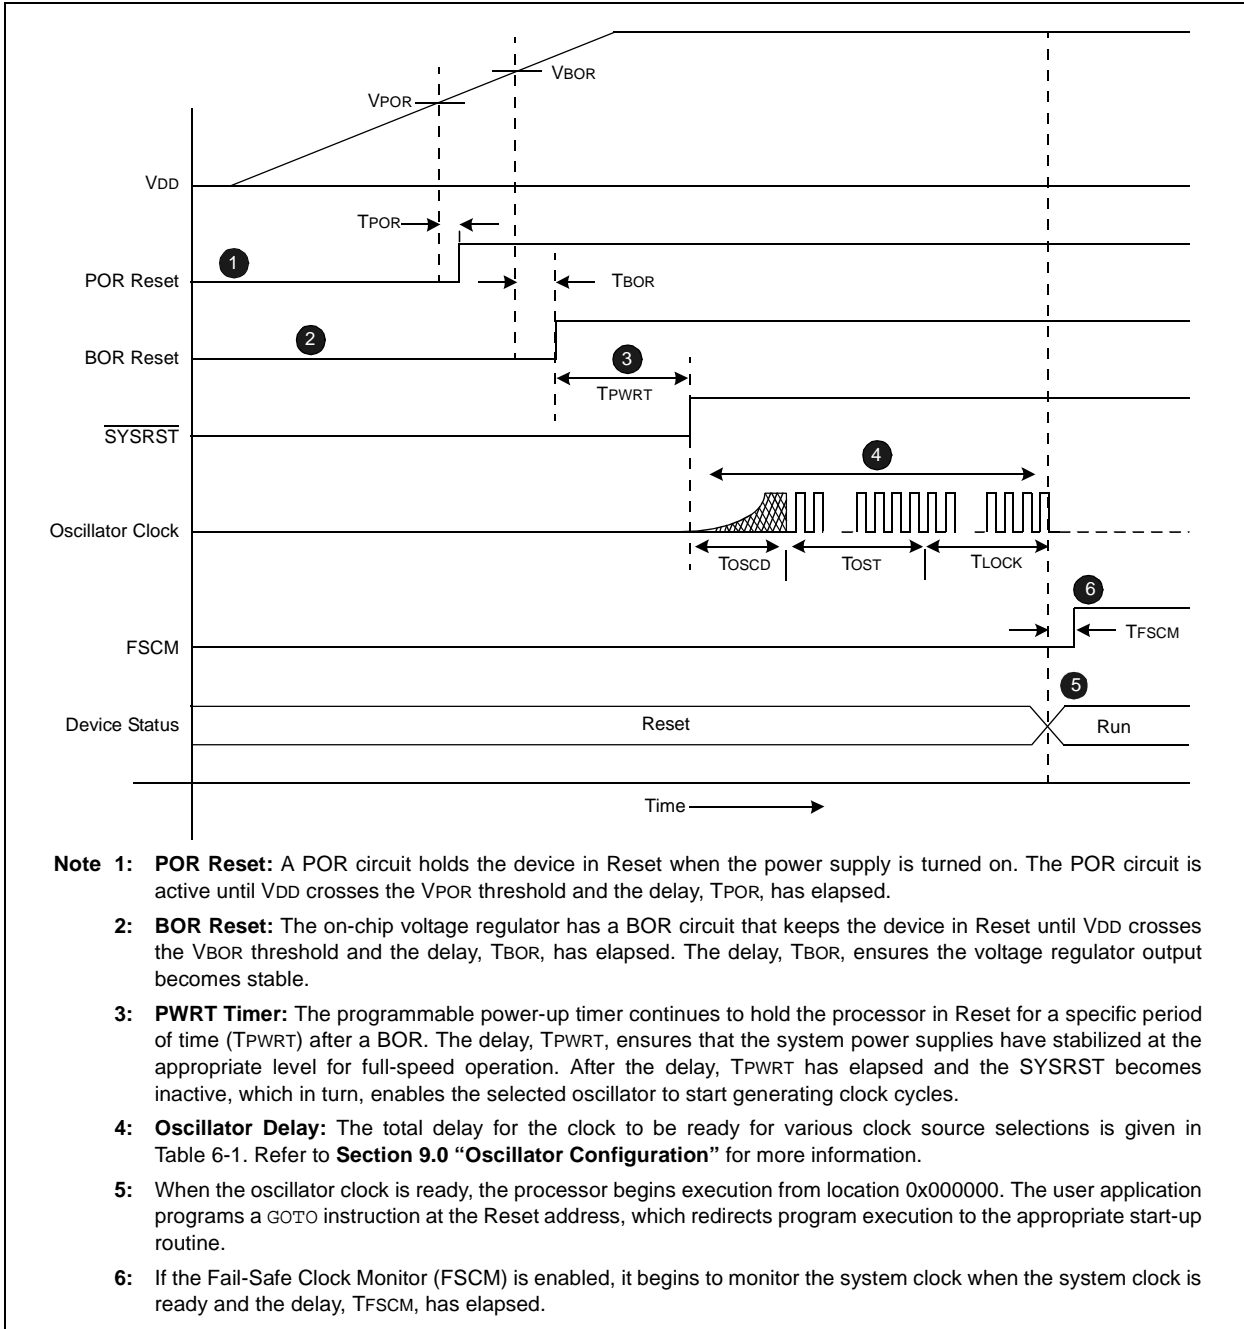 VBOR
VPOR
VDD
TPOR
1
POR Reset
TBOR
2
BOR Reset
3
TPWRT
SYSRST
4
Oscillator Clock
TOSCD
TOST
TLOCK
6
TFSCM
FSCM
5
Device Status
Reset
Run
Time
Note 1: POR Reset: A POR circuit holds the device in Reset when the power supply is turned on. The POR circuit is
active until VDD crosses the VPOR threshold and the delay, TPOR, has elapsed.
2: BOR Reset: The on-chip voltage regulator has a BOR circuit that keeps the device in Reset until VDD crosses
the VBOR threshold and the delay, TBOR, has elapsed. The delay, TBOR, ensures the voltage regulator output
becomes stable.
3: PWRT Timer: The programmable power-up timer continues to hold the processor in Reset for a specific period
of time (TPWRT) after a BOR. The delay, TPWRT, ensures that the system power supplies have stabilized at the
appropriate level for full-speed operation. After the delay, TPWRT has elapsed and the SYSRST becomes
inactive, which in turn, enables the selected oscillator to start generating clock cycles.
4: Oscillator Delay: The total delay for the clock to be ready for various clock source selections is given in
Table 6-1. Refer to Section 9.0 “Oscillator Configuration” for more information.
5: When the oscillator clock is ready, the processor begins execution from location 0x000000. The user application
programs a GOTO instruction at the Reset address, which redirects program execution to the appropriate start-up
routine.
6: If the Fail-Safe Clock Monitor (FSCM) is enabled, it begins to monitor the system clock when the system clock is
ready and the delay, TFSCM, has elapsed.